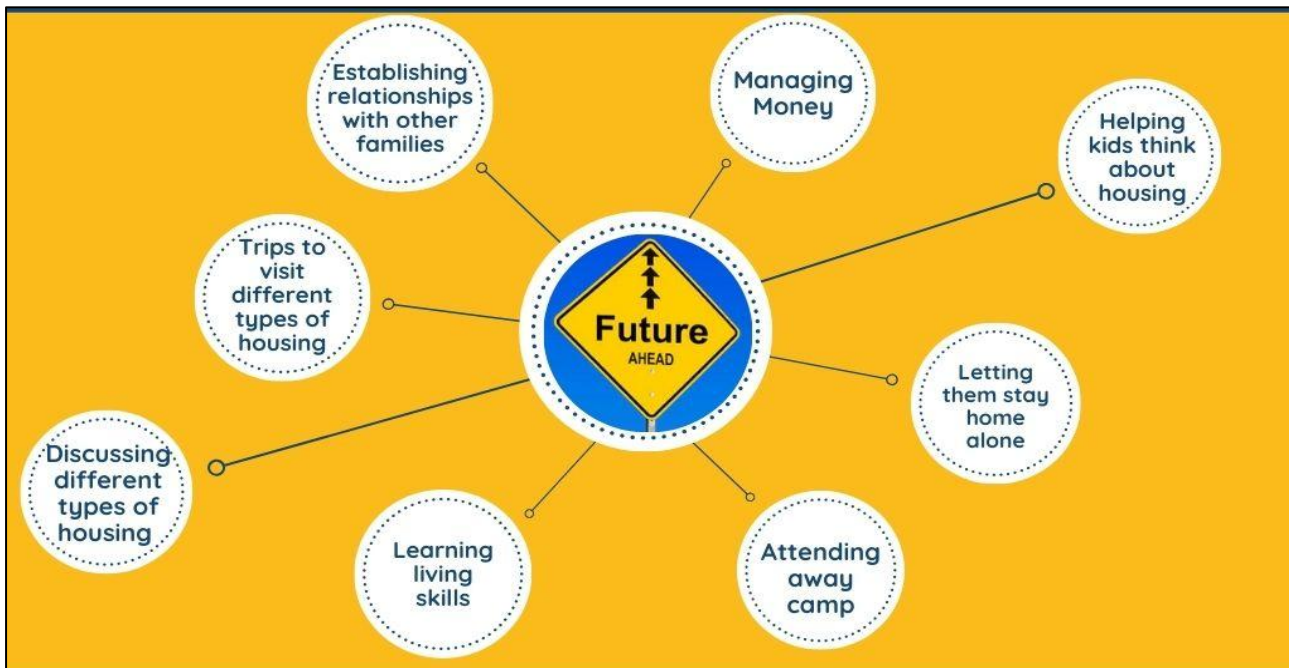 Establishing
relationships
with other
families
Managing
Money
Helping
kids think
about
housing
Trips to
visit
different
types of
housing
Future
AHEAD
Letting
them stay
home
alone
Discussing
different
types of
housing
Learning
living
skills
Attending
away
camp